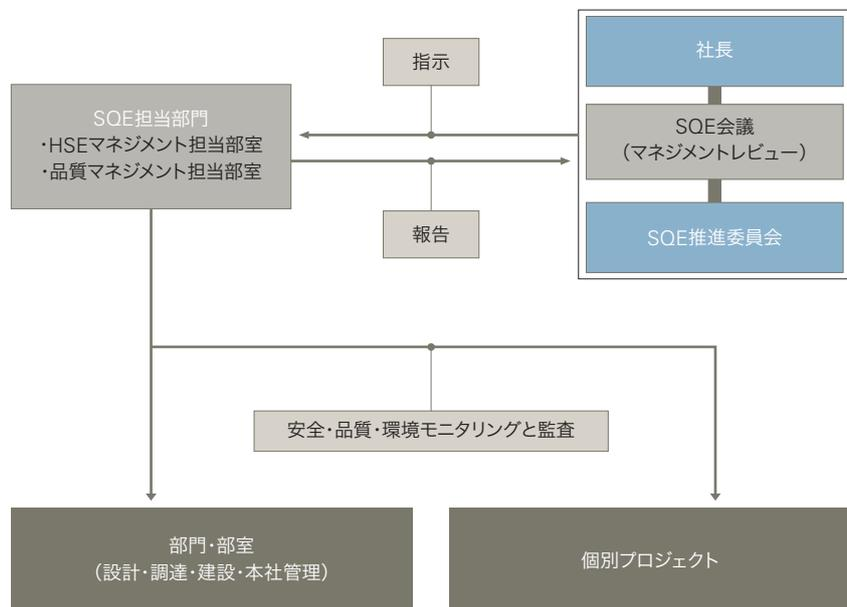 指示
社長
SQE担当部門
・HSEマネジメント担当部室
・品質マネジメント担当部室
SQE会議
（マネジメントレビュー）
報告
SQE推進委員会
安全・品質・環境モニタリングと監査
部門・部室
（設計・調達・建設・本社管理）
個別プロジェクト